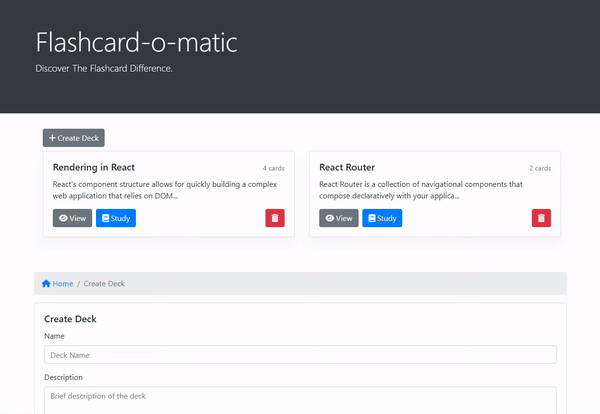 Flashcard-o-matic
Discover The Flashcard Difference.
+ Create Deck
Rendering in React
4 cards
React's component structure allows for quickly building a complex
web application that relies on DOM...
View
Study
React Router
2 cards
React Router is a collection of navigational components that
compose declaratively with your applica...
View
Study
Home / Create Deck
Create Deck
Name
Deck Name
Description
Brief description of the deck